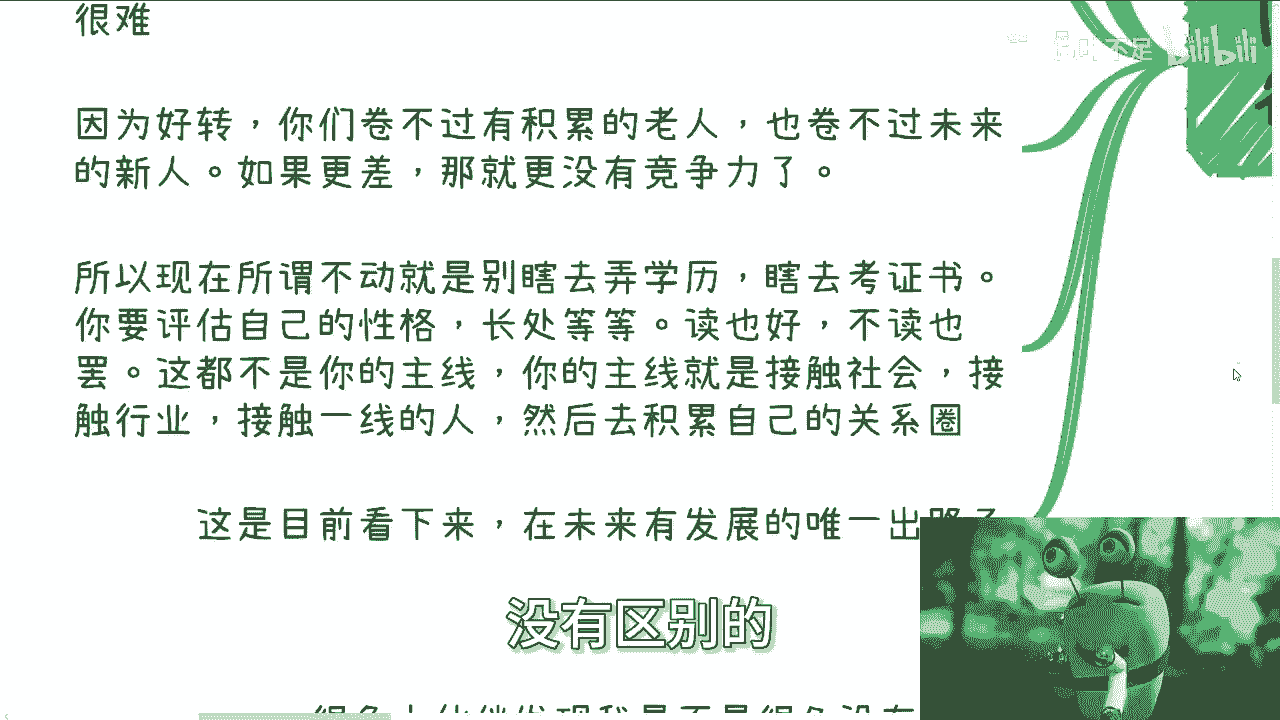 很难
bilibili
因为好转，你们卷不过有积累的老人，也卷不过未来
的新人。如果更差，那就更没有竞争力了。
所以现在所谓不动就是别瞎去弄学历，瞎去考证书。
你要评估自己的性格，长处等等。读也好，不读也
罢。这都不是你的主线，你的主线就是接触社会，接
触行业，接触一线的人，然后去积累自己的关系圈
这是目前看下来，在未来有发展的唯一出路了
没有区别的